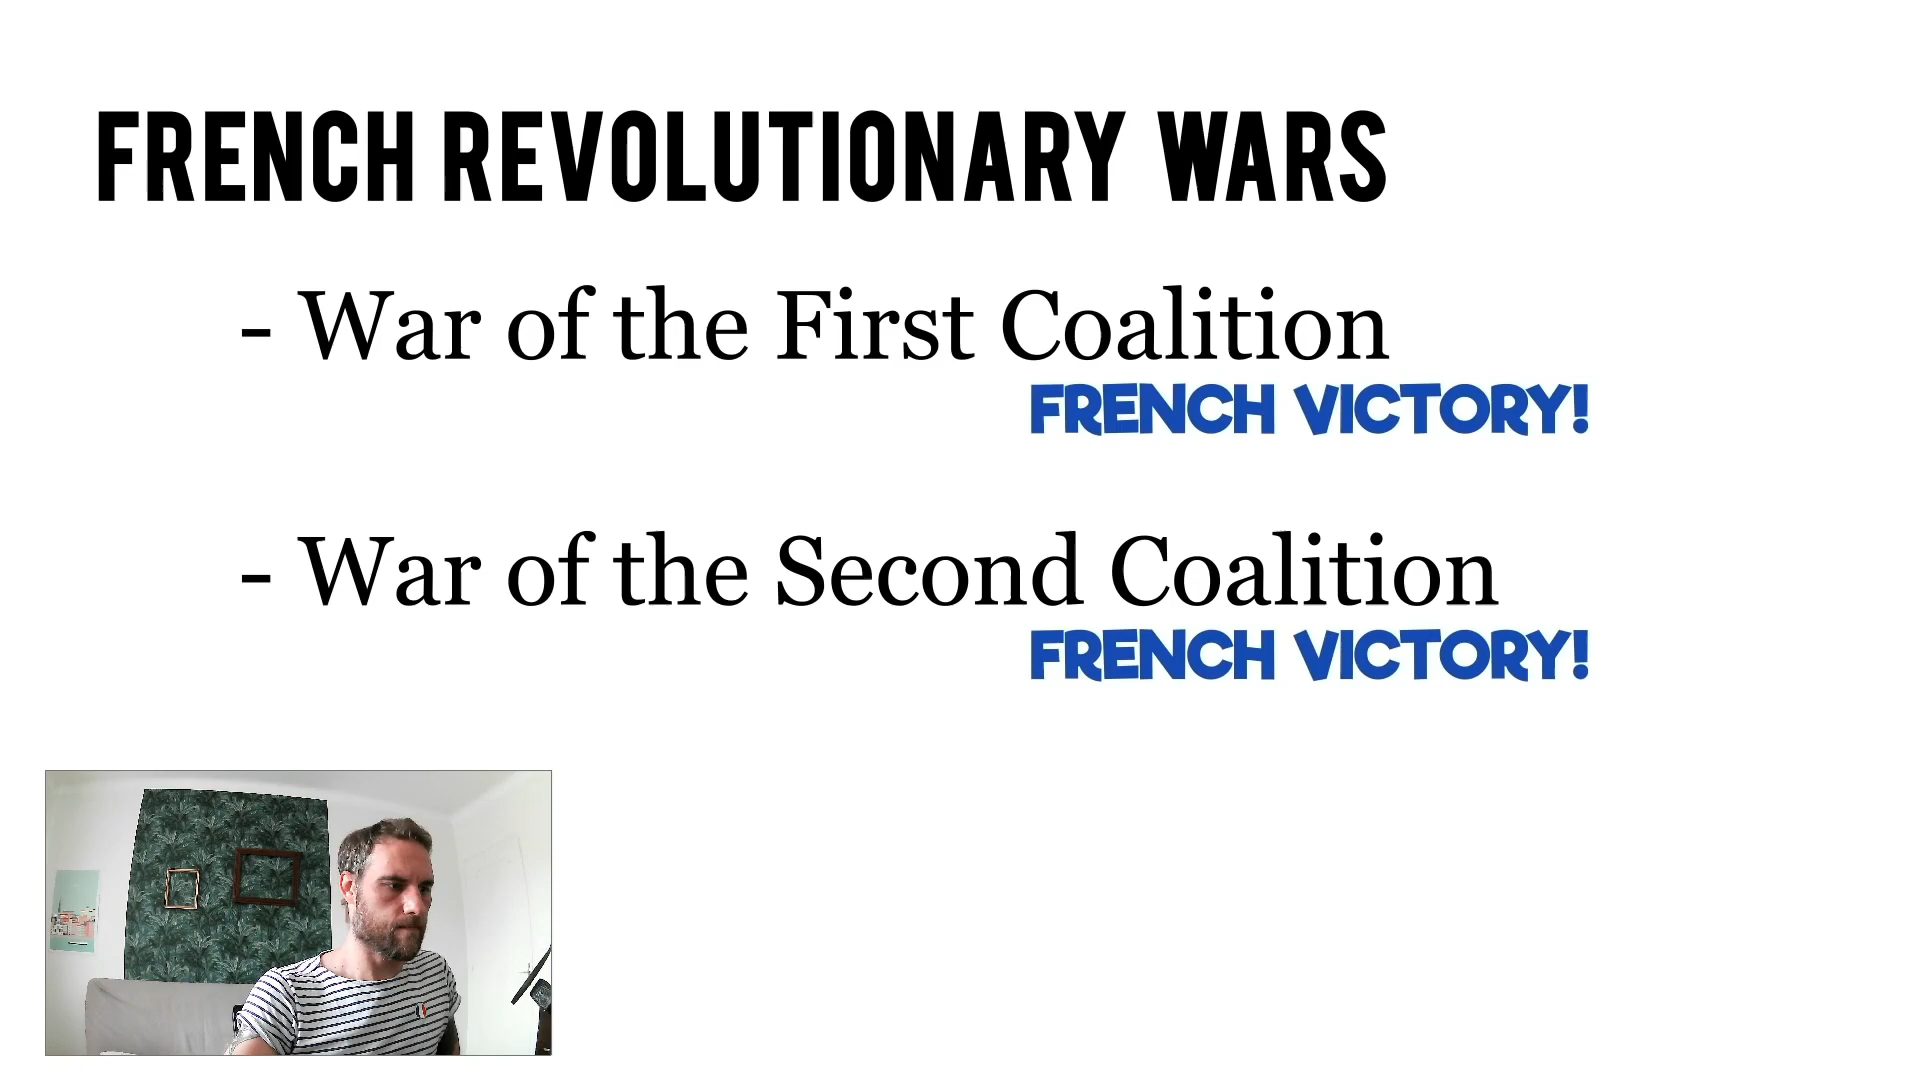 FRENCH REVOLUTIONARY WARS
- War of the First Coalition
FRENCH VICTORY!
- War of the Second Coalition
FRENCH VICTORY!